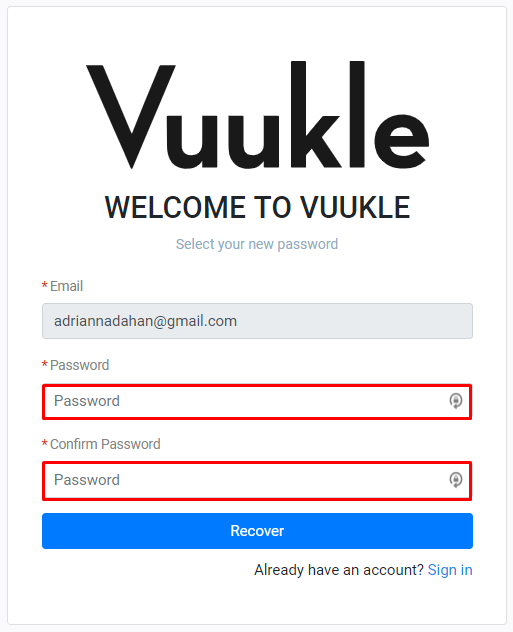 Vuukle
WELCOME TO VUUKLE
Select your new password
* Email
adriannadahan@gmail.com
* Password
Password
* Confirm Password
Password
Recover
Already have an account? Sign in